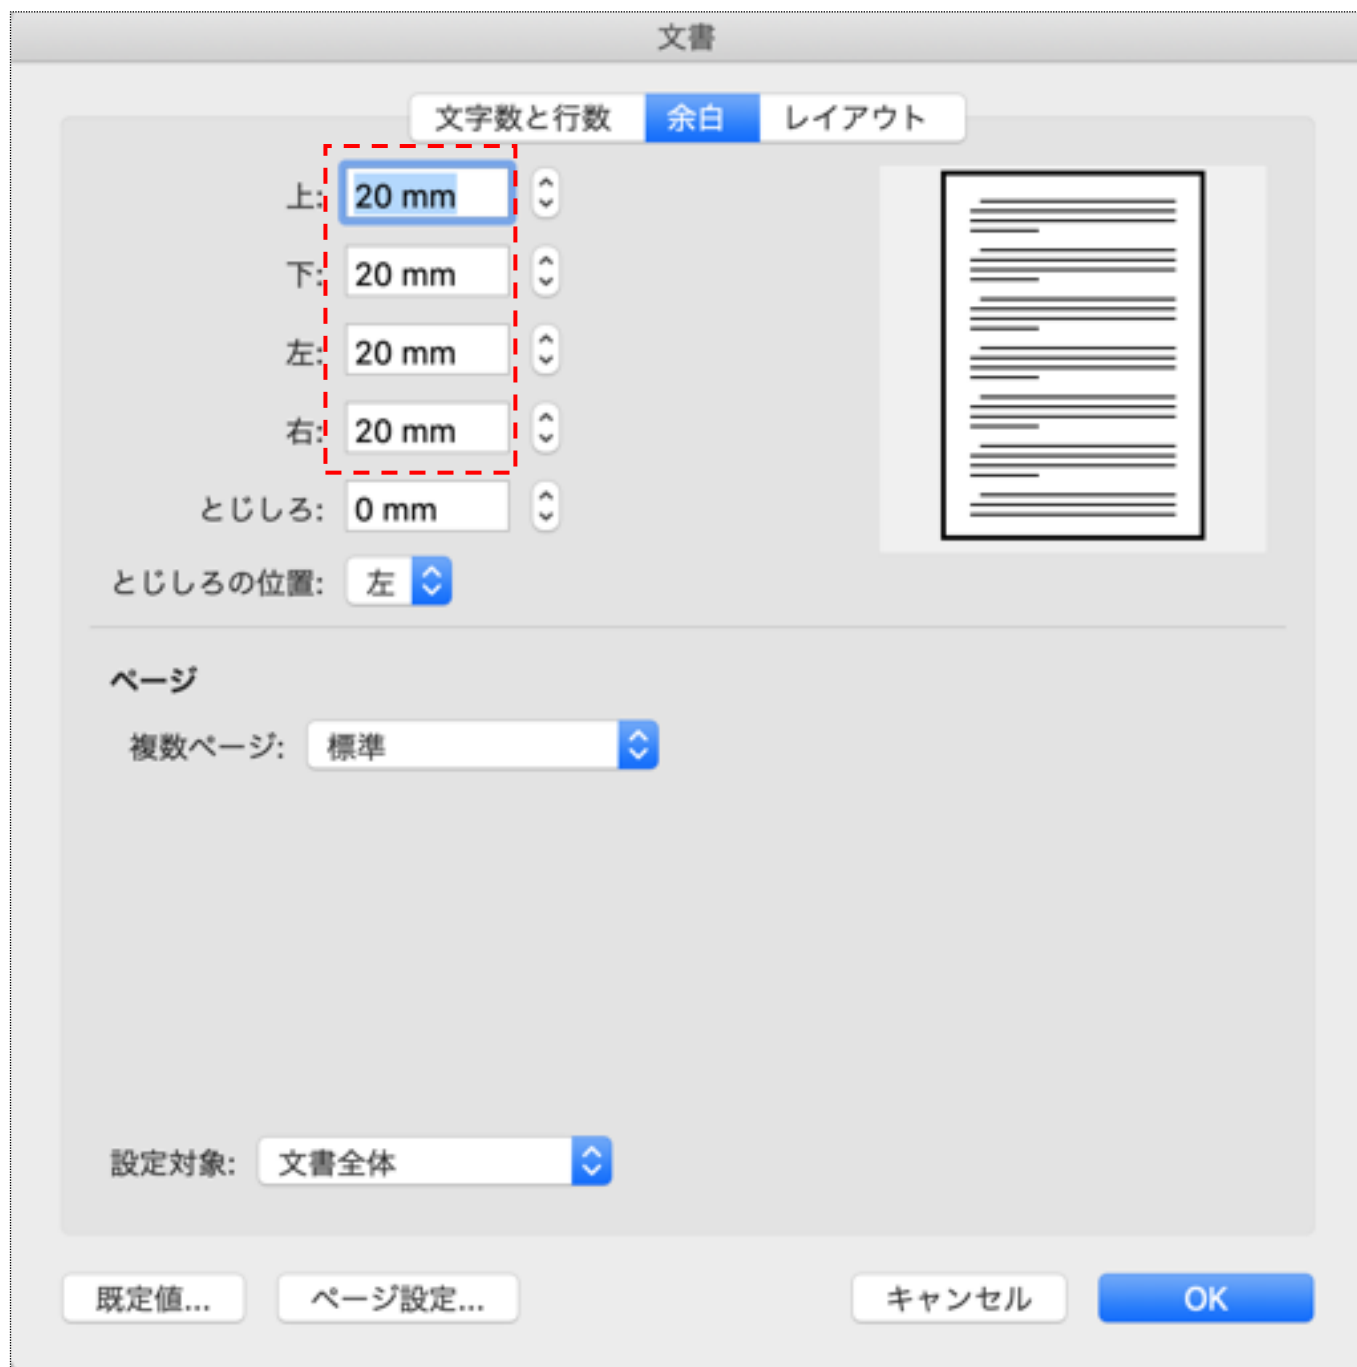 文書
文字数と行数 余白 レイアウト
上: 20 mm
下: 20 mm
左: 20 mm
右: 20 mm
とじしろ: 0 mm
とじしろの位置: 左
ページ
複数ページ: 標準
設定対象: 文書全体
既定値... ページ設定... キャンセル OK